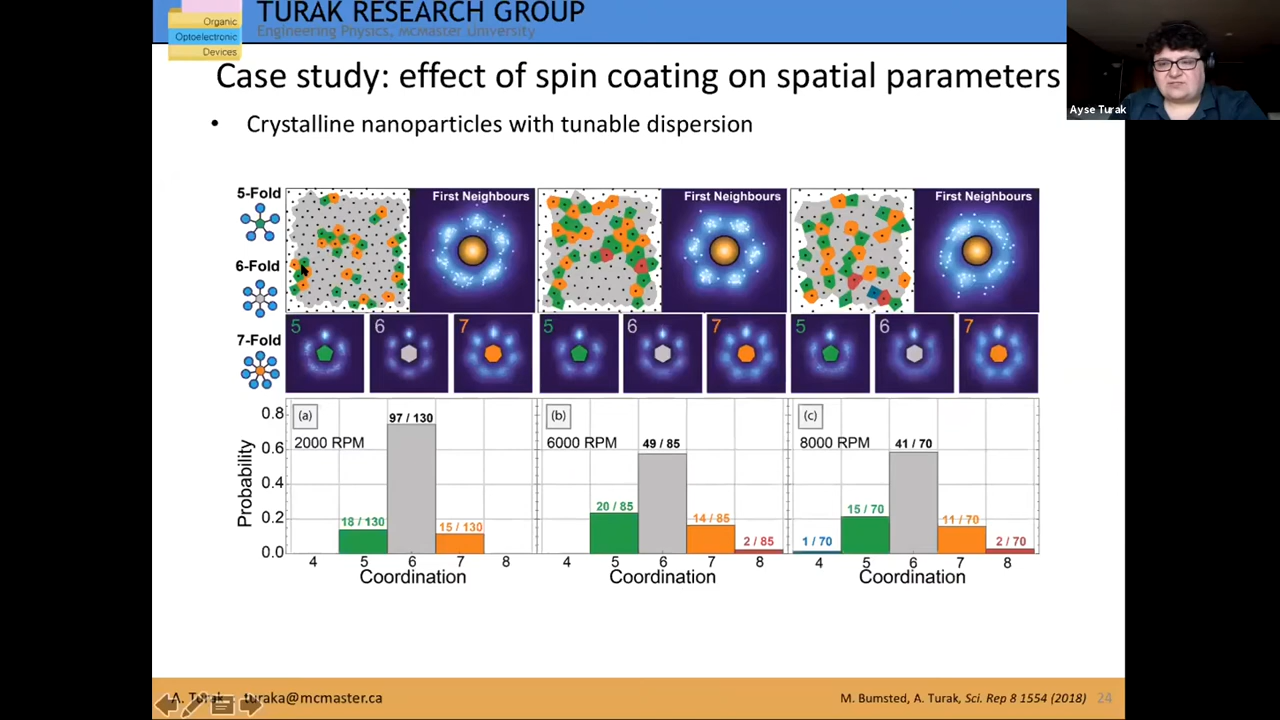 TURAK RESEARCH GROUP
Engineering Physics, McMaster University
Organic
Optoelectronic
Devices
Case study: effect of spin coating on spatial parameters
Ayse Turak
• Crystalline nanoparticles with tunable dispersion
5-Fold
6-Fold
7-Fold
First Neighbours
First Neighbours
First Neighbours
5 6 7
5 6 7
5 6 7
Probability
0.8
0.6
0.4
0.2
0.0
(a)
2000 RPM
97 / 130
18 / 130
15 / 130
4 5 6 7 8
Coordination
(b)
6000 RPM
49 / 85
20 / 85
14 / 85
2 / 85
4 5 6 7 8
Coordination
(c)
8000 RPM
41 / 70
15 / 70
11 / 70
1 / 70
2 / 70
4 5 6 7 8
Coordination
A. Turak turaka@mcmaster.ca
M. Bumsted, A. Turak, Sci. Rep 8 1554 (2018) 24